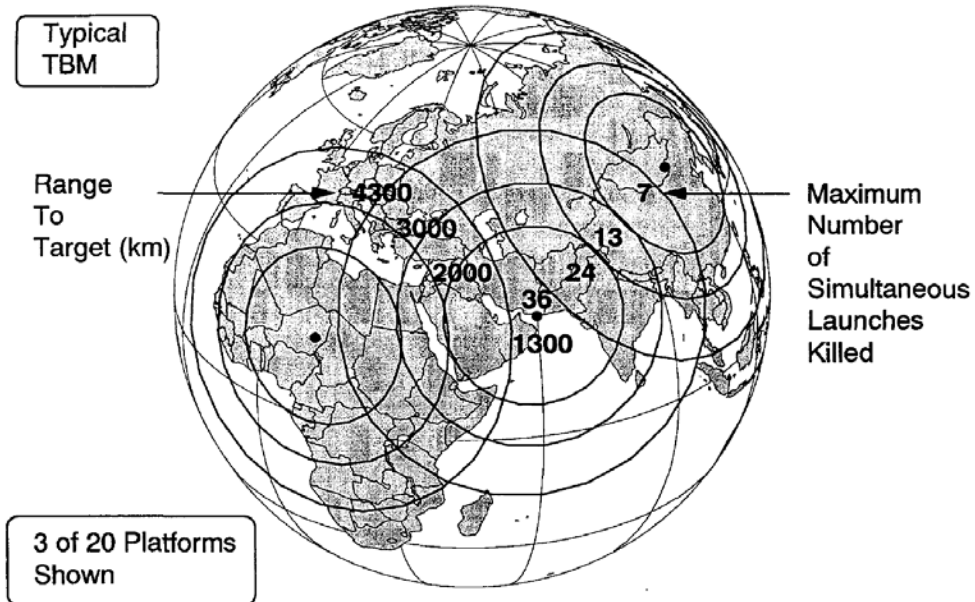 Typical
TBM
Range
To
Target (km)
4300
3000
2000
1300
7
13
24
36
Maximum
Number
of
Simultaneous
Launches
Killed
3 of 20 Platforms
Shown